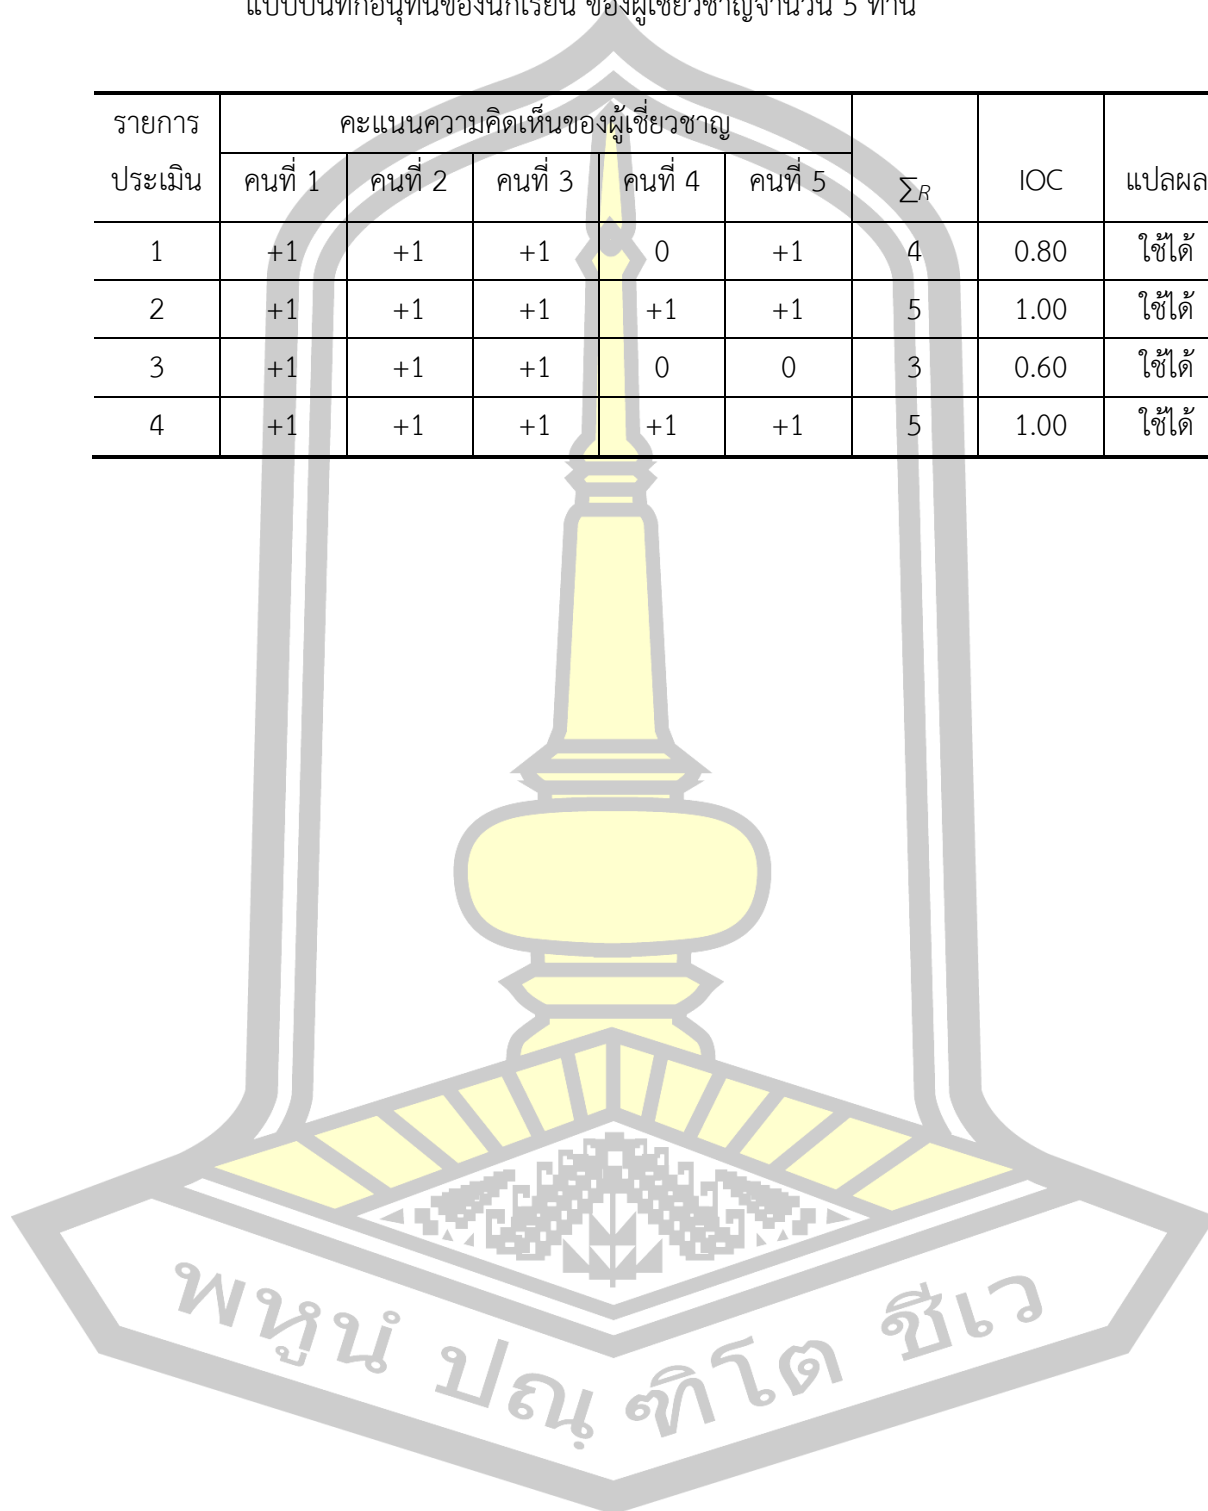 แบบบันทึกอนุทินของนักเรียน ของผู้เชี่ยวชาญจำนวน 5 ท่าน
รายการ คะแนนความคิดเห็นของผู้เชี่ยวชาญ
ประเมิน คนที่ 1 คนที่ 2 คนที่ 3 คนที่ 4 คนที่ 5 ∑R IOC แปลผล
1 +1 +1 +1 0 +1 4 0.80 ใช้ได้
2 +1 +1 +1 +1 +1 5 1.00 ใช้ได้
3 +1 +1 +1 0 0 3 0.60 ใช้ได้
4 +1 +1 +1 +1 +1 5 1.00 ใช้ได้
พหูนํ ปณฺ ฑิโต ชีเว